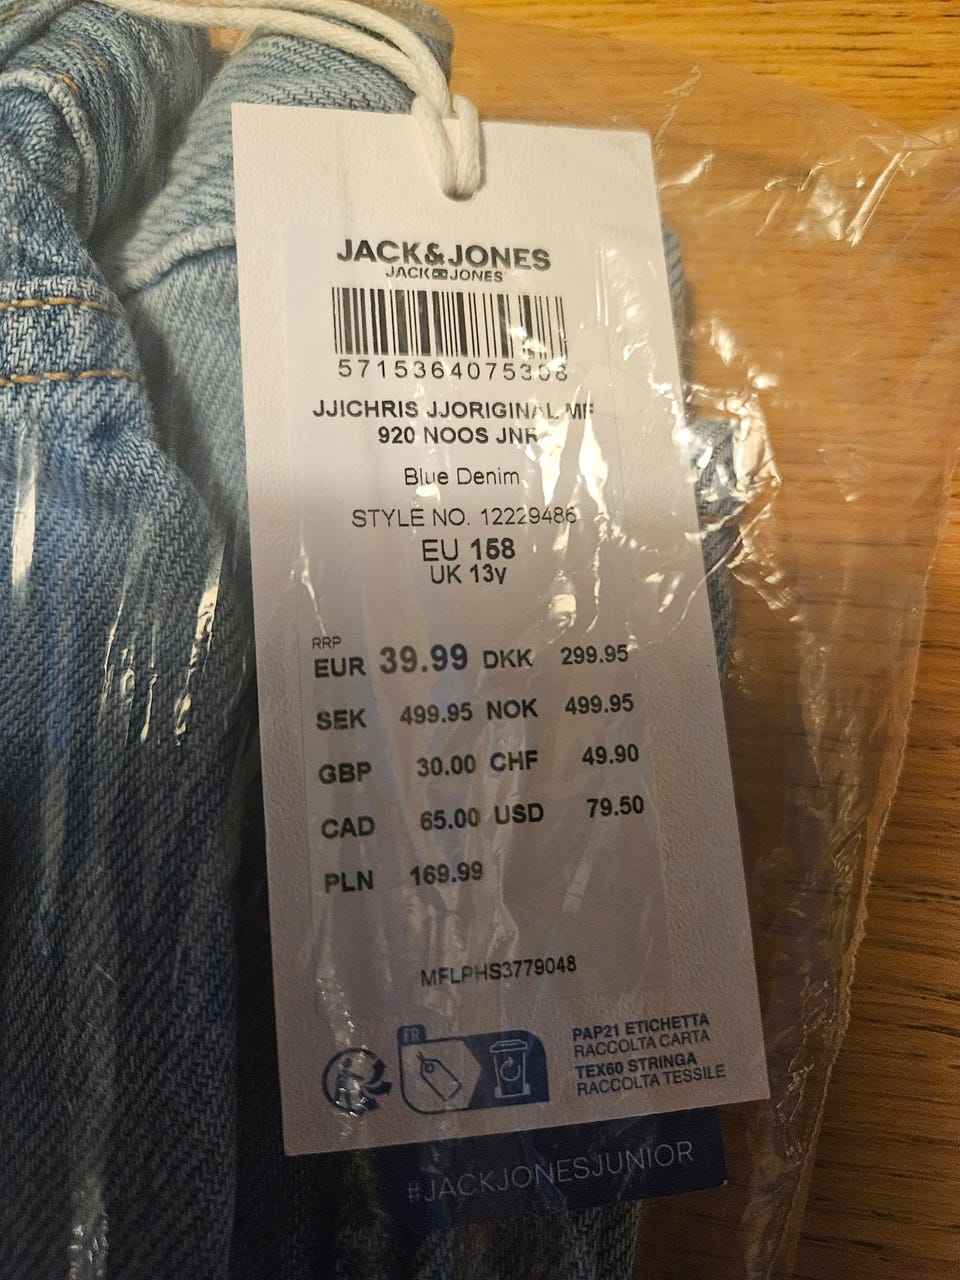 JACK&JONES
JACK JONES
5715364075308
JJICHRIS JJORIGINAL MF
920 NOOS JNR
Blue Denim
STYLE NO. 12229486
EU 158
UK 13y
RRP
EUR 39.99 DKK 299.95
SEK 499.95 NOK 499.95
GBP 30.00 CHF 49.90
CAD 65.00 USD 79.50
PLN 169.99
MFLPHS3779048
FR
PAP21 ETICHETTA
RACCOLTA CARTA
TEX60 STRINGA
RACCOLTA TESSILE
#JACKJONESJUNIOR